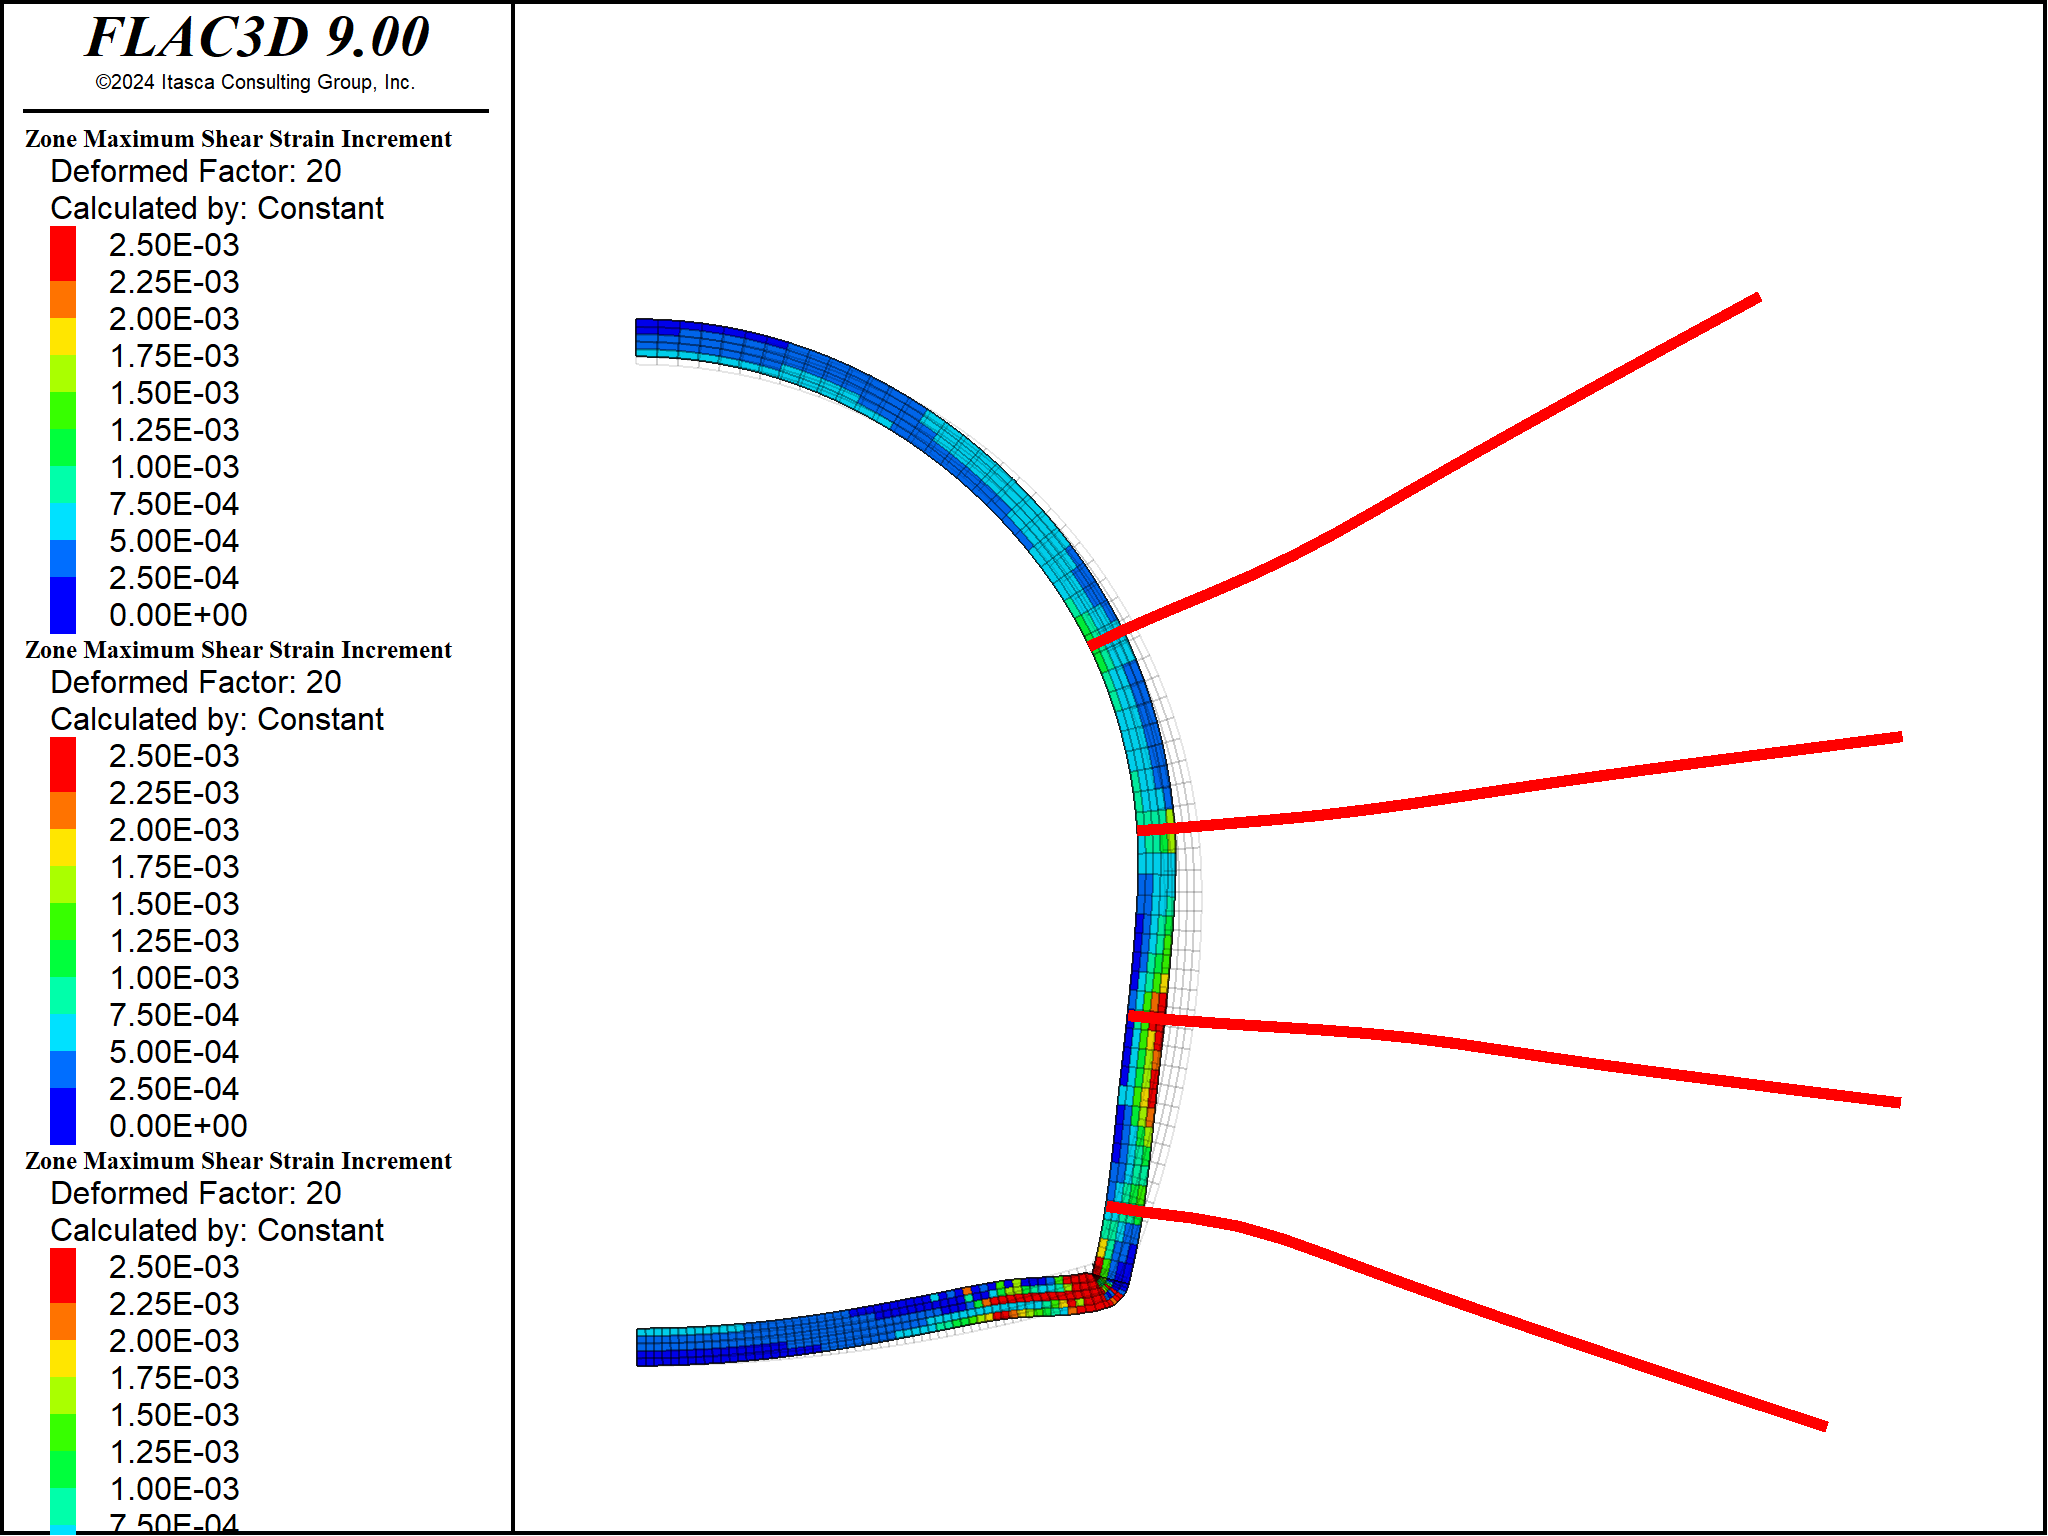 FLAC3D 9.00
©2024 Itasca Consulting Group, Inc.
Zone Maximum Shear Strain Increment
Deformed Factor: 20
Calculated by: Constant
2.50E-03
2.25E-03
2.00E-03
1.75E-03
1.50E-03
1.25E-03
1.00E-03
7.50E-04
5.00E-04
2.50E-04
0.00E+00
Zone Maximum Shear Strain Increment
Deformed Factor: 20
Calculated by: Constant
2.50E-03
2.25E-03
2.00E-03
1.75E-03
1.50E-03
1.25E-03
1.00E-03
7.50E-04
5.00E-04
2.50E-04
0.00E+00
Zone Maximum Shear Strain Increment
Deformed Factor: 20
Calculated by: Constant
2.50E-03
2.25E-03
2.00E-03
1.75E-03
1.50E-03
1.25E-03
1.00E-03
7.50E-04